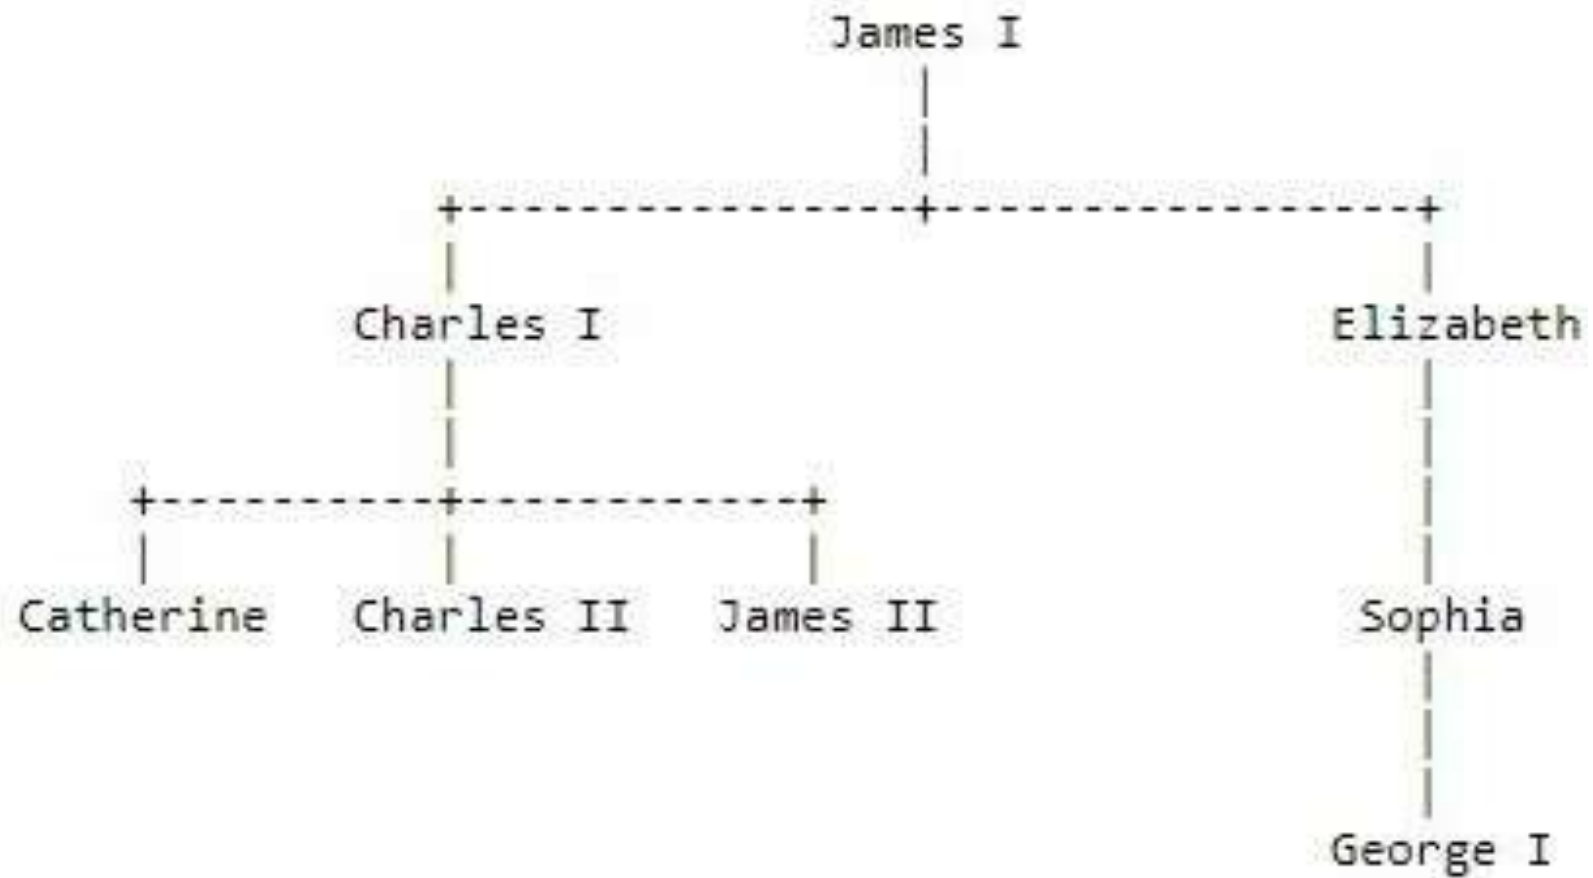 James I
Charles I Elizabeth
Catherine Charles II James II Sophia
George I